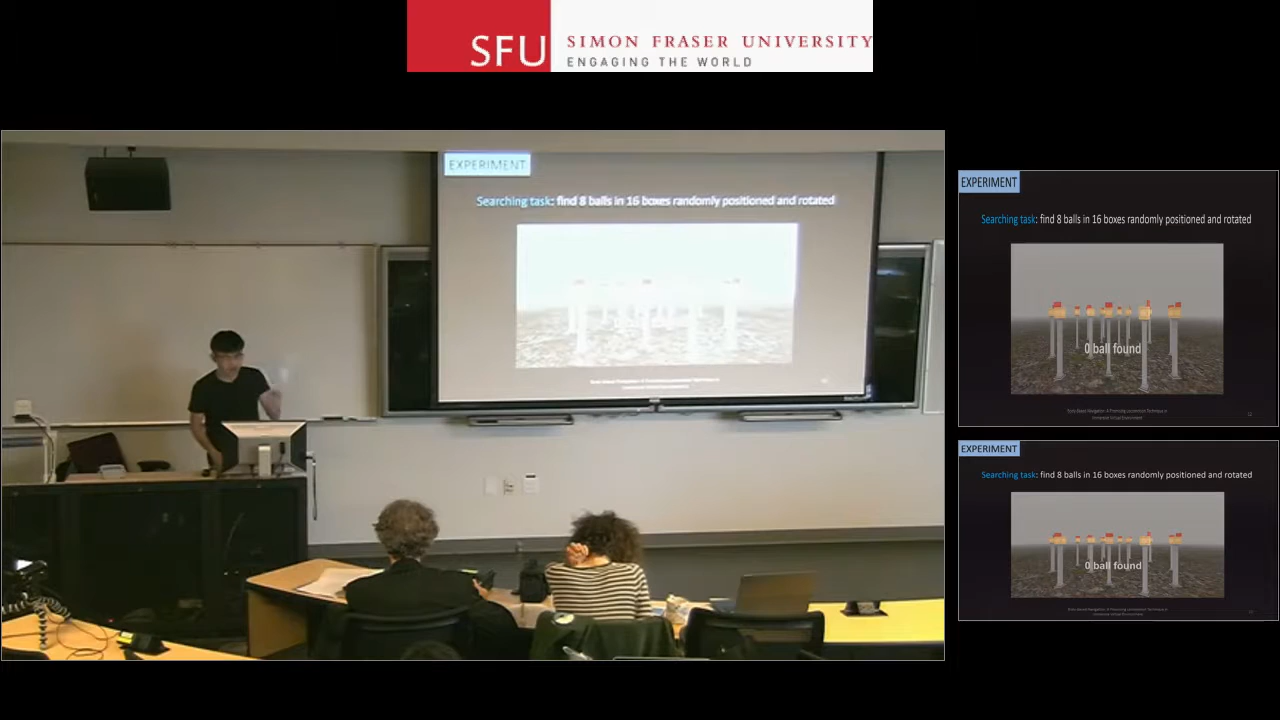 SFU SIMON FRASER UNIVERSITY
ENGAGING THE WORLD
EXPERIMENT
Searching task: find 8 balls in 16 boxes randomly positioned and rotated
EXPERIMENT
Searching task: find 8 balls in 16 boxes randomly positioned and rotated
0 ball found
EXPERIMENT
Searching task: find 8 balls in 16 boxes randomly positioned and rotated
0 ball found